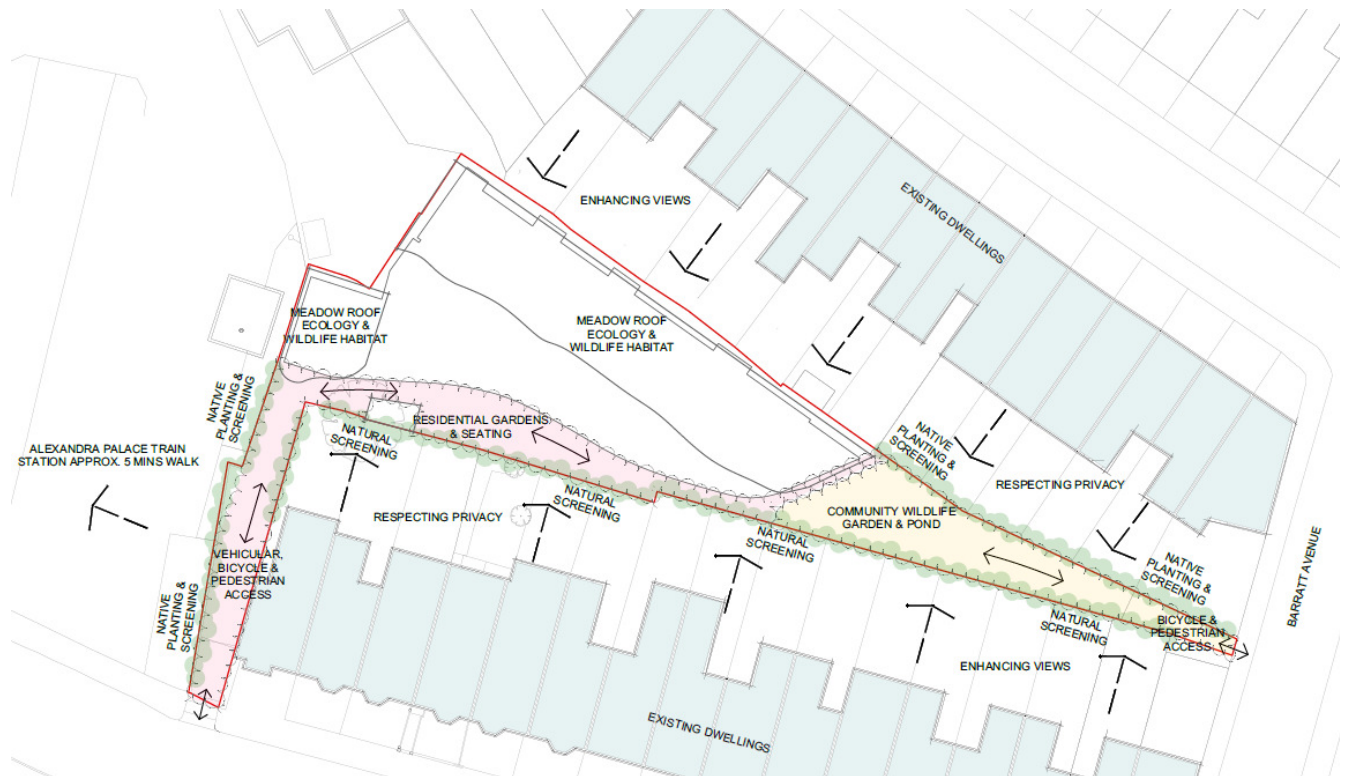 ENHANCING VIEWS
EXISTING DWELLINGS
MEADOW ROOF
ECOLOGY &
WILDLIFE HABITAT
MEADOW ROOF
ECOLOGY &
WILDLIFE HABITAT
NATIVE
PLANTING &
SCREENING
RESIDENTIAL GARDENS
& SEATING
NATURAL
SCREENING
ALEXANDRA PALACE TRAIN
STATION APPROX. 5 MINS WALK
NATIVE
PLANTING &
SCREENING
RESPECTING PRIVACY
NATURAL
SCREENING
RESPECTING PRIVACY
COMMUNITY WILDLIFE
GARDEN & POND
NATURAL
SCREENING
VEHICULAR,
BICYCLE &
PEDESTRIAN
ACCESS
NATIVE
PLANTING &
SCREENING
NATIVE
PLANTING &
SCREENING
BARRATT AVENUE
NATURAL
SCREENING
BICYCLE &
PEDESTRIAN
ACCESS
ENHANCING VIEWS
EXISTING DWELLINGS